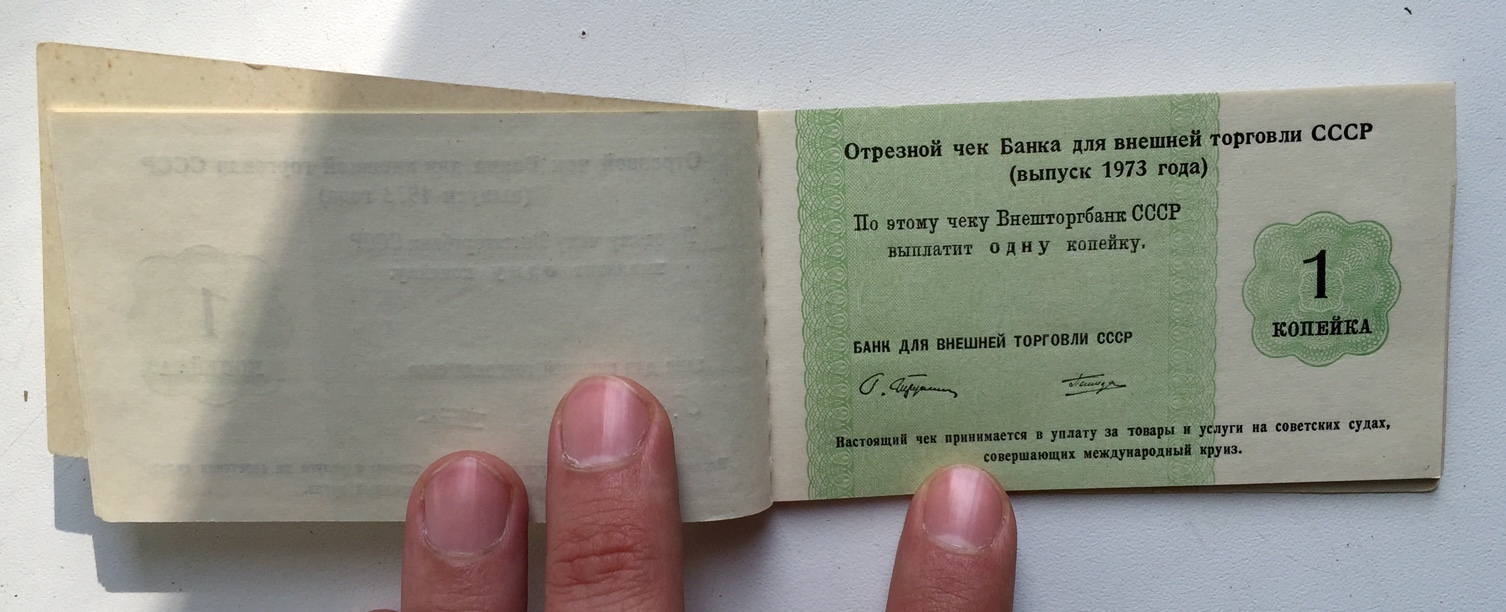 Отрезной чек Банка для внешней торговли СССР
(выпуск 1973 года)
По этому чеку Внешторгбанк СССР
выплатит одну копейку.
1
КОПЕЙКА
БАНК ДЛЯ ВНЕШНЕЙ ТОРГОВЛИ СССР
Настоящий чек принимается в уплату за товары и услуги на советских судах,
совершающих международный круиз.